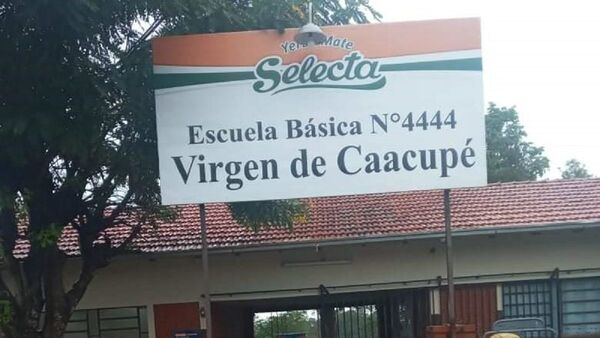 Yerba Mate
Selecta
Escuela Básica N°4444
Virgen de Caacupé